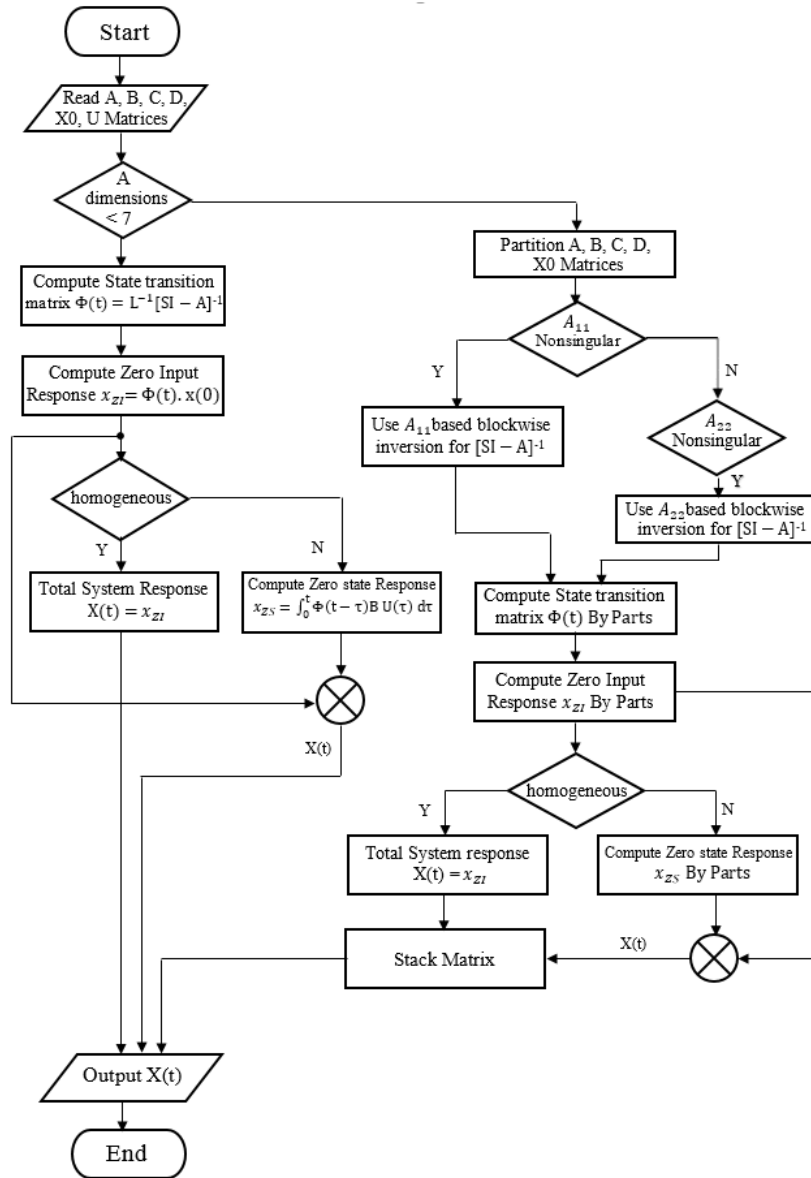 Start
Read A, B, C, D,
X0, U Matrices
A
dimensions
< 7
Compute State transition
matrix Φ(t) = L⁻¹[SI − A]⁻¹
Compute Zero Input
Response x_ZI = Φ(t). x(0)
homogeneous
Y
N
Total System Response
X(t) = x_ZI
Compute Zero state Response
x_ZS = ∫₀ᵗ Φ(t − τ)B U(τ) dτ
X(t)
Partition A, B, C, D,
X0 Matrices
A₁₁
Nonsingular
Y
N
Use A₁₁based blockwise
inversion for [SI − A]⁻¹
A₂₂
Nonsingular
Y
Use A₂₂based blockwise
inversion for [SI − A]⁻¹
Compute State transition
matrix Φ(t) By Parts
Compute Zero Input
Response x_ZI By Parts
homogeneous
Y
N
Total System response
X(t) = x_ZI
Compute Zero state Response
x_ZS By Parts
Stack Matrix
X(t)
Output X(t)
End